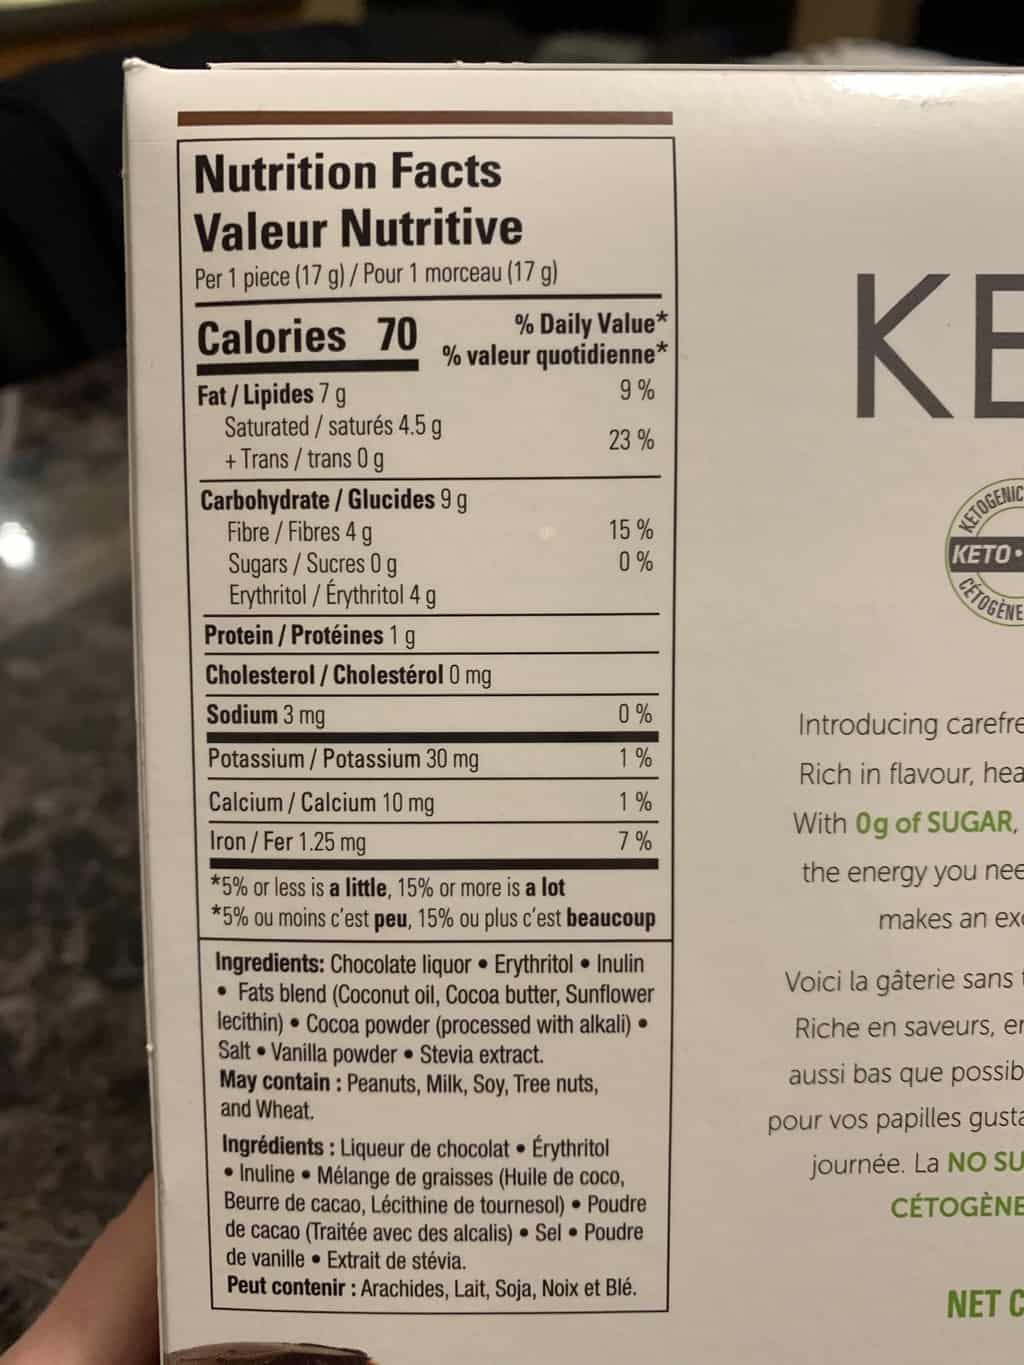 Nutrition Facts
Valeur Nutritive
Per 1 piece (17 g) / Pour 1 morceau (17 g)
Calories 70
% Daily Value*
% valeur quotidienne*
Fat / Lipides 7 g 9 %
Saturated / saturés 4.5 g
+ Trans / trans 0 g
23 %
Carbohydrate / Glucides 9 g
Fibre / Fibres 4 g 15 %
Sugars / Sucres 0 g 0 %
Erythritol / Érythritol 4 g
Protein / Protéines 1 g
Cholesterol / Cholestérol 0 mg
Sodium 3 mg 0 %
Potassium / Potassium 30 mg 1 %
Calcium / Calcium 10 mg 1 %
Iron / Fer 1.25 mg 7 %
*5% or less is a little, 15% or more is a lot
*5% ou moins c'est peu, 15% ou plus c'est beaucoup
Ingredients: Chocolate liquor • Erythritol • Inulin
• Fats blend (Coconut oil, Cocoa butter, Sunflower
lecithin) • Cocoa powder (processed with alkali) •
Salt • Vanilla powder • Stevia extract.
May contain : Peanuts, Milk, Soy, Tree nuts,
and Wheat.
Ingrédients : Liqueur de chocolat • Érythritol
• Inuline • Mélange de graisses (Huile de coco,
Beurre de cacao, Lécithine de tournesol) • Poudre
de cacao (Traitée avec des alcalis) • Sel • Poudre
de vanille • Extrait de stévia.
Peut contenir : Arachides, Lait, Soja, Noix et Blé.
KE
KETOGENIC
KETO •
CÉTOGÈNE
Introducing carefre
Rich in flavour, hea
With 0g of SUGAR,
the energy you nee
makes an exc
Voici la gâterie sans
Riche en saveurs, en
aussi bas que possib
pour vos papilles gusta
journée. La NO SU
CÉTOGÈNE
NET C